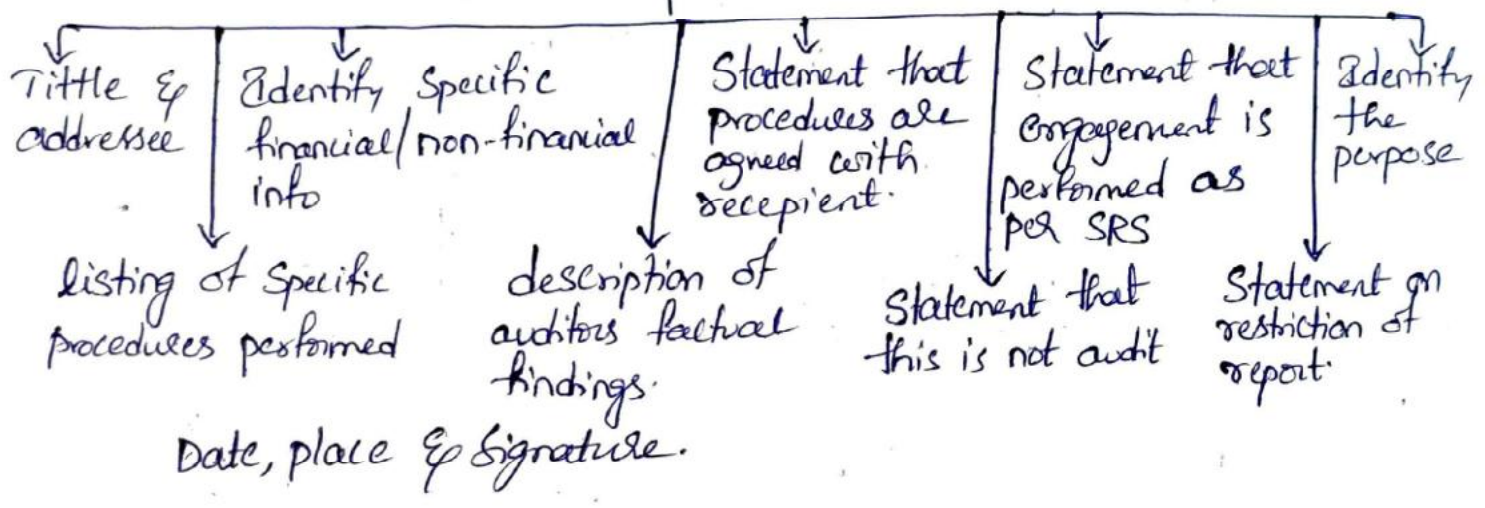 Tittle &
addressee
Identify Specific
financial/non-financial
info
Statement that
procedures are
agreed with
recepient.
Statement that
engagement is
performed as
per SRS
Identify
the
purpose
listing of Specific
procedures performed
description of
auditors factual
findings.
Statement that
this is not audit
Statement on
restriction of
report.
Date, place & Signature.